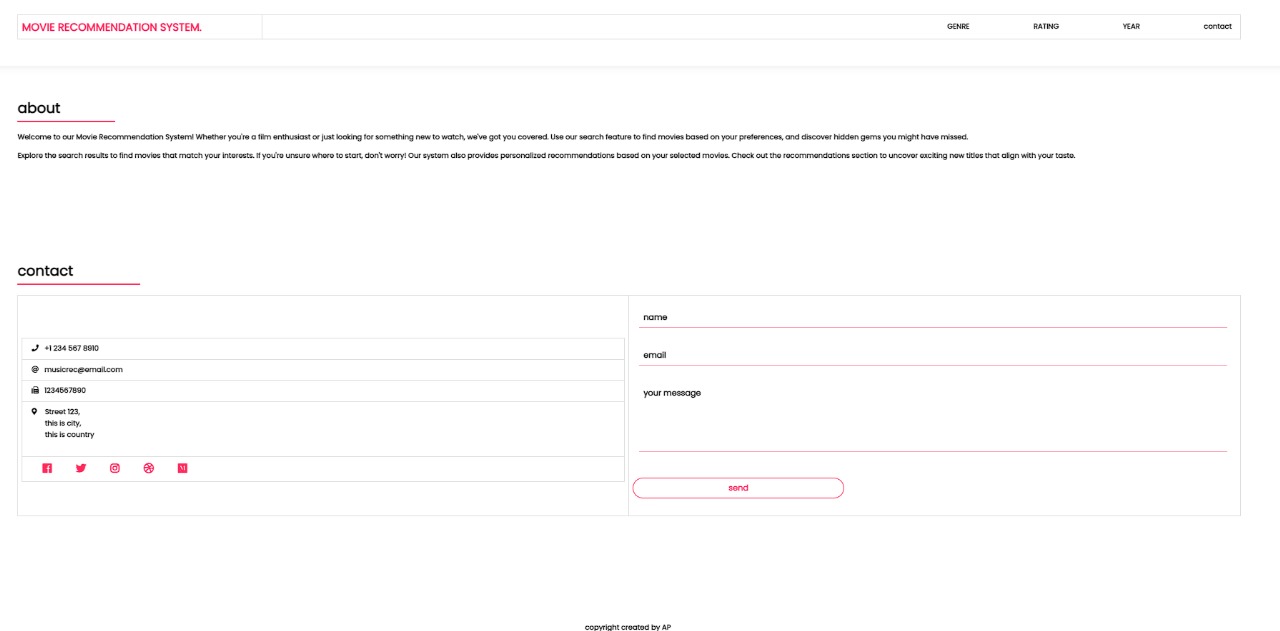 MOVIE RECOMMENDATION SYSTEM.
GENRE
RATING
YEAR
contact
about
Welcome to our Movie Recommendation System! Whether you're a film enthusiast or just looking for something new to watch, we've got you covered. Use our search feature to find movies based on your preferences, and discover hidden gems you might have missed.
Explore the search results to find movies that match your interests. If you're unsure where to start, don't worry! Our system also provides personalized recommendations based on your selected movies. Check out the recommendations section to uncover exciting new titles that align with your taste.
contact
+1 234 567 8910
musicrec@email.com
1234567890
Street 123,
this is city,
this is country
name
email
your message
send
copyright created by AP